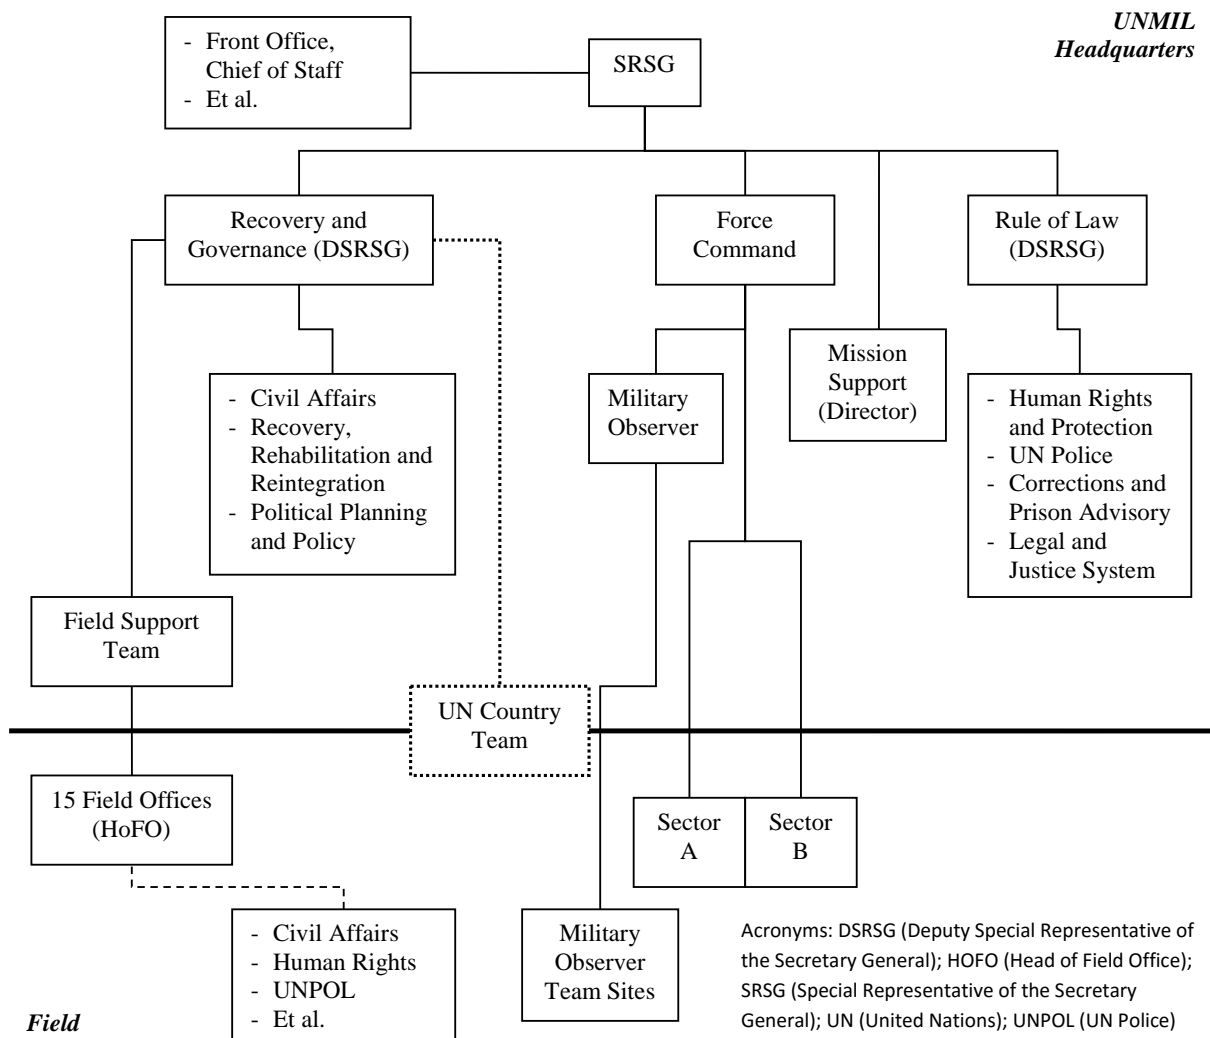 UNMIL
Headquarters
- Front Office,
Chief of Staff
- Et al.
SRSG
Recovery and
Governance (DSRSG)
Force
Command
Rule of Law
(DSRSG)
Mission
Support
(Director)
- Civil Affairs
- Recovery,
Rehabilitation and
Reintegration
- Political Planning
and Policy
Military
Observer
- Human Rights
and Protection
- UN Police
- Corrections and
Prison Advisory
- Legal and
Justice System
Field Support
Team
UN Country
Team
15 Field Offices
(HoFO)
Sector
A
Sector
B
- Civil Affairs
- Human Rights
- UNPOL
- Et al.
Military
Observer
Team Sites
Acronyms: DSRSG (Deputy Special Representative of
the Secretary General); HOFO (Head of Field Office);
SRSG (Special Representative of the Secretary
General); UN (United Nations); UNPOL (UN Police)
Field